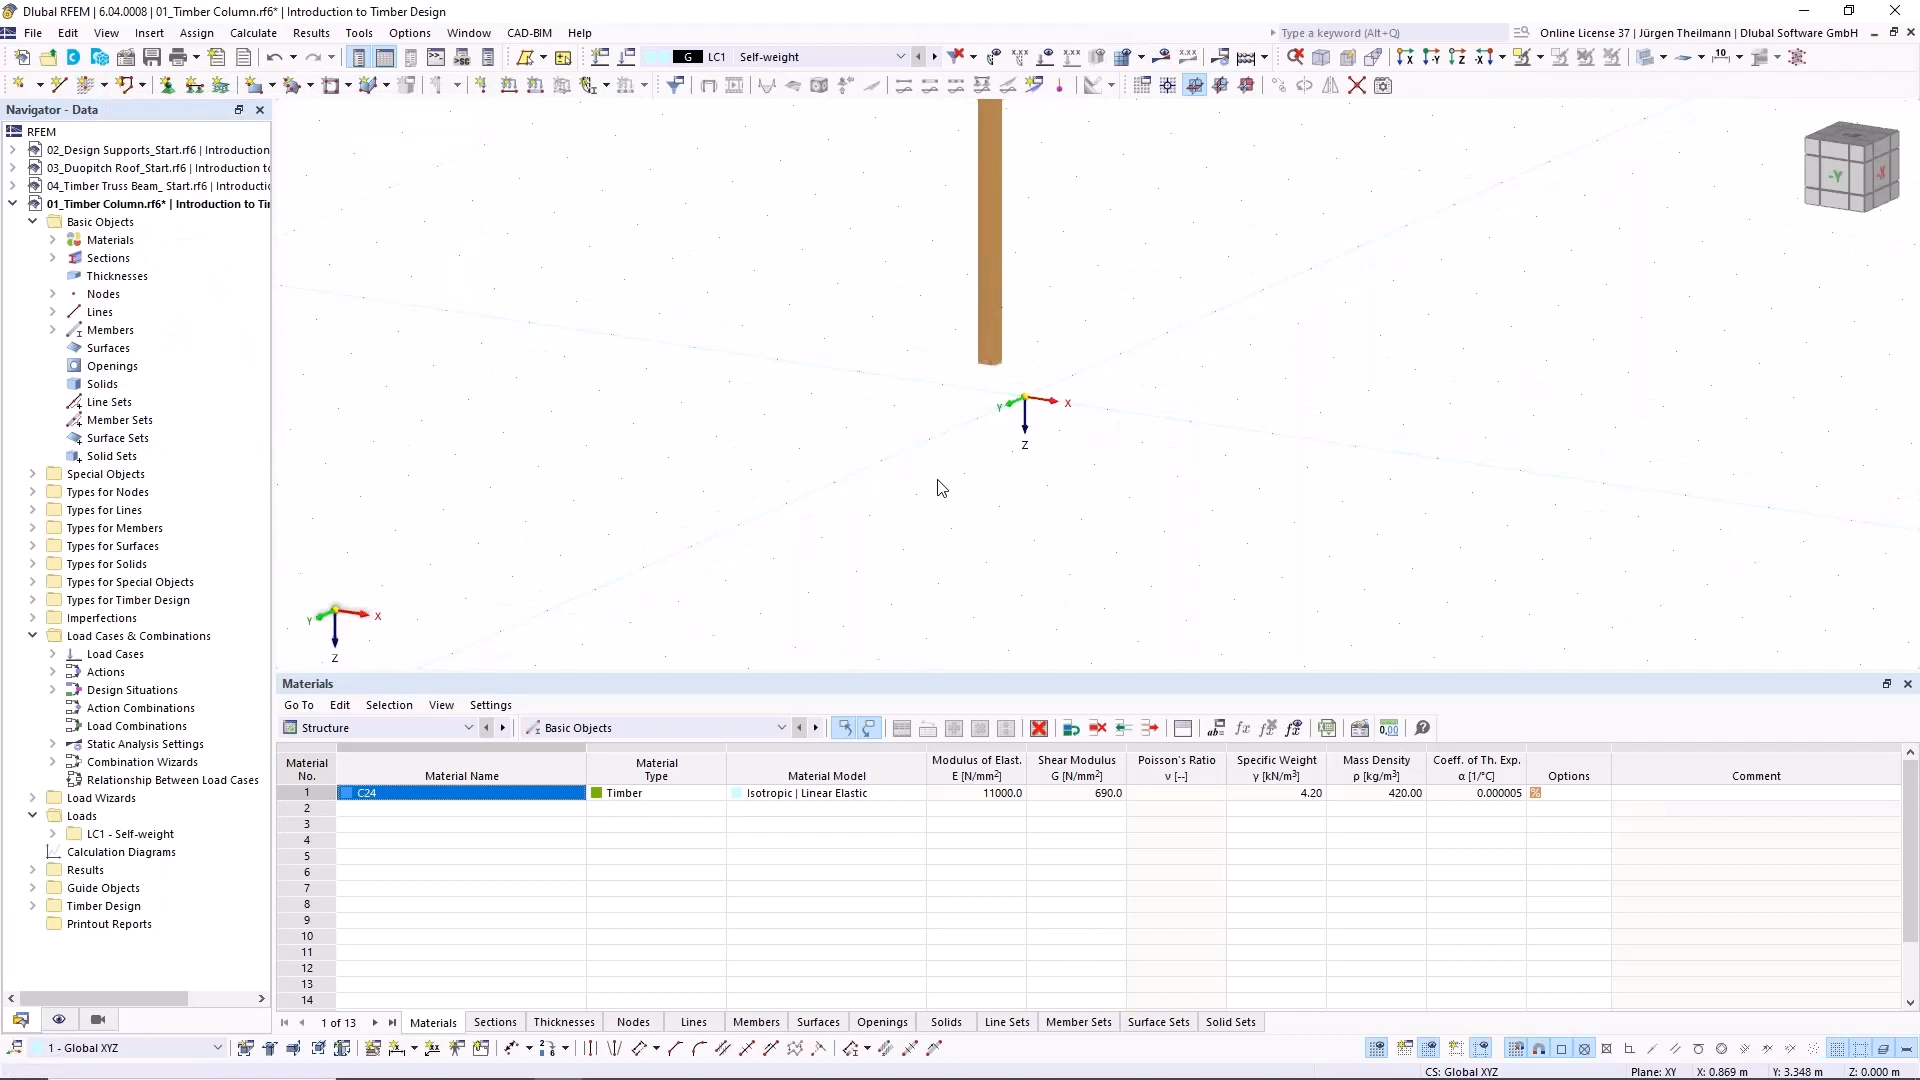 Dlubal RFEM | 6.04.0008 | 01_Timber Column.rf6* | Introduction to Timber Design
File Edit View Insert Assign Calculate Results Tools Options Window CAD-BIM Help
Type a keyword (Alt+Q)
Online License 37 | Jürgen Theilmann | Dlubal Software GmbH
G LC1 Self-weight
Navigator - Data
RFEM
02_Design Supports_Start.rf6 | Introduction
03_Duopitch Roof_Start.rf6 | Introduction to
04_Timber Truss Beam_ Start.rf6 | Introductio
01_Timber Column.rf6* | Introduction to Ti
Basic Objects
Materials
Sections
Thicknesses
Nodes
Lines
Members
Surfaces
Openings
Solids
Line Sets
Member Sets
Surface Sets
Solid Sets
Special Objects
Types for Nodes
Types for Lines
Types for Members
Types for Surfaces
Types for Solids
Types for Special Objects
Types for Timber Design
Imperfections
Load Cases & Combinations
Load Cases
Actions
Design Situations
Action Combinations
Load Combinations
Static Analysis Settings
Combination Wizards
Relationship Between Load Cases
Load Wizards
Loads
LC1 - Self-weight
Calculation Diagrams
Results
Guide Objects
Timber Design
Printout Reports
-Y
-X
Y
X
Z
Y
X
Z
Materials
Go To Edit Selection View Settings
Structure
Basic Objects
Material No.
Material Name
Material Type
Material Model
Modulus of Elast. E [N/mm²]
Shear Modulus G [N/mm²]
Poisson's Ratio ν [--]
Specific Weight γ [kN/m³]
Mass Density ρ [kg/m³]
Coeff. of Th. Exp. α [1/°C]
Options
Comment
1 C24 Timber Isotropic | Linear Elastic 11000.0 690.0 4.20 420.00 0.000005
2
3
4
5
6
7
8
9
10
11
12
13
14
1 of 13
Materials Sections Thicknesses Nodes Lines Members Surfaces Openings Solids Line Sets Member Sets Surface Sets Solid Sets
1 - Global XYZ
CS: Global XYZ
Plane: XY
X: 0.869 m
Y: 3.348 m
Z: 0.000 m